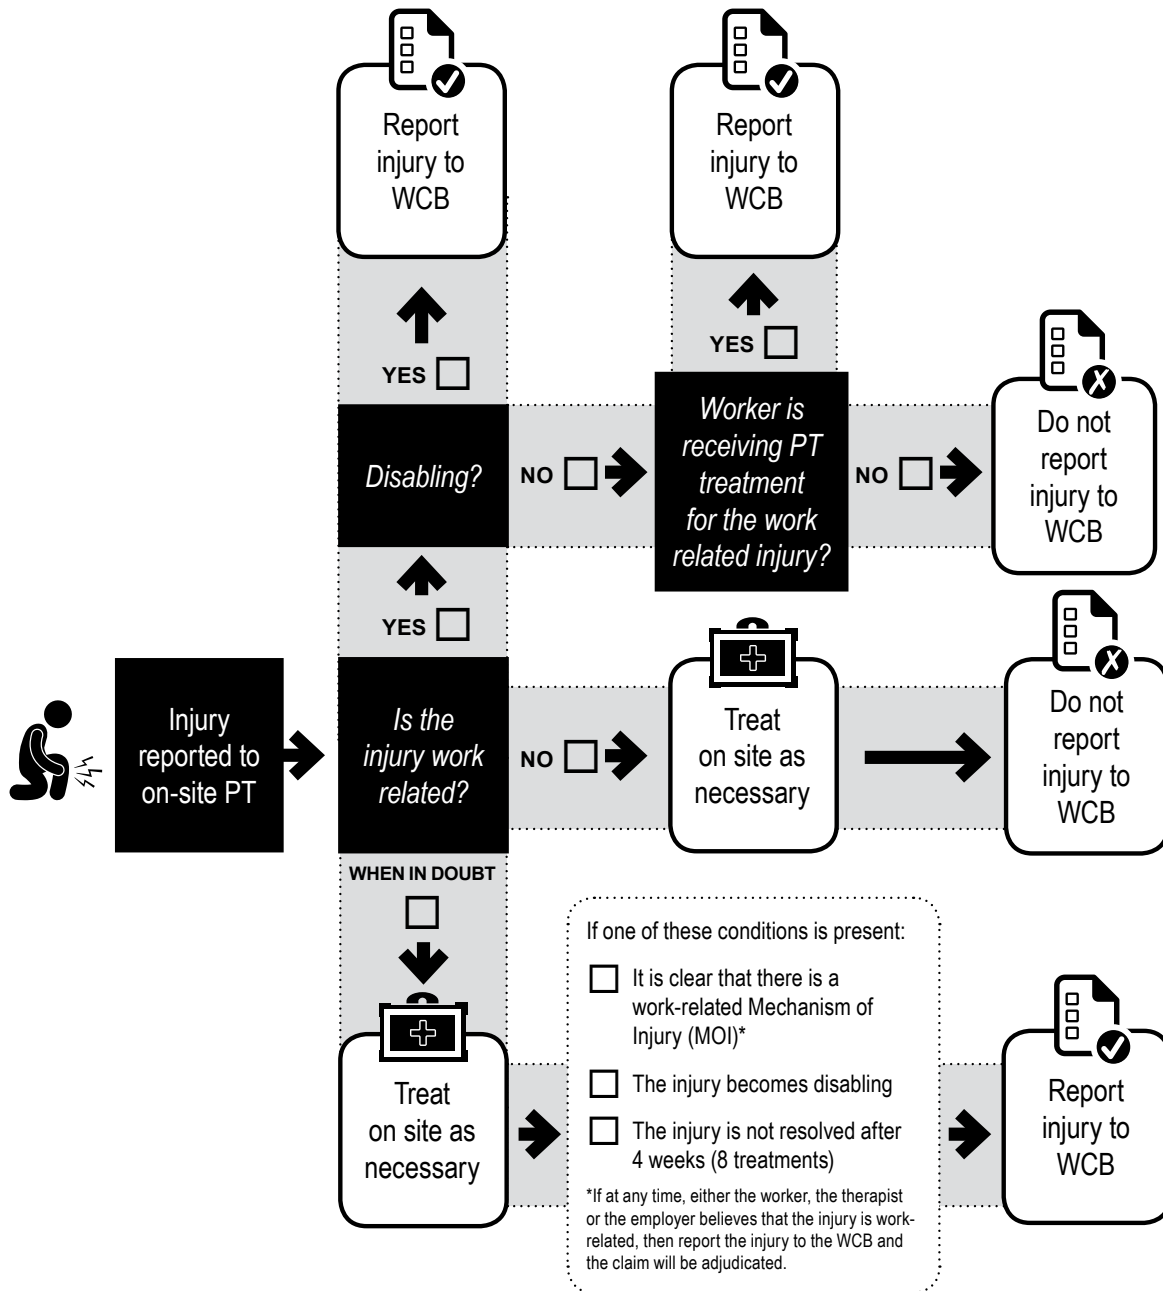 Report
injury to
WCB
Report
injury to
WCB
YES
YES
Disabling?
NO
Worker is
receiving PT
treatment
for the work
related injury?
NO
Do not
report
injury to
WCB
YES
Injury
reported to
on-site PT
Is the
injury work
related?
NO
Treat
on site as
necessary
Do not
report
injury to
WCB
WHEN IN DOUBT
Treat
on site as
necessary
If one of these conditions is present:
It is clear that there is a
work-related Mechanism of
Injury (MOI)*
The injury becomes disabling
The injury is not resolved after
4 weeks (8 treatments)
*If at any time, either the worker, the therapist
or the employer believes that the injury is work-
related, then report the injury to the WCB and
the claim will be adjudicated.
Report
injury to
WCB